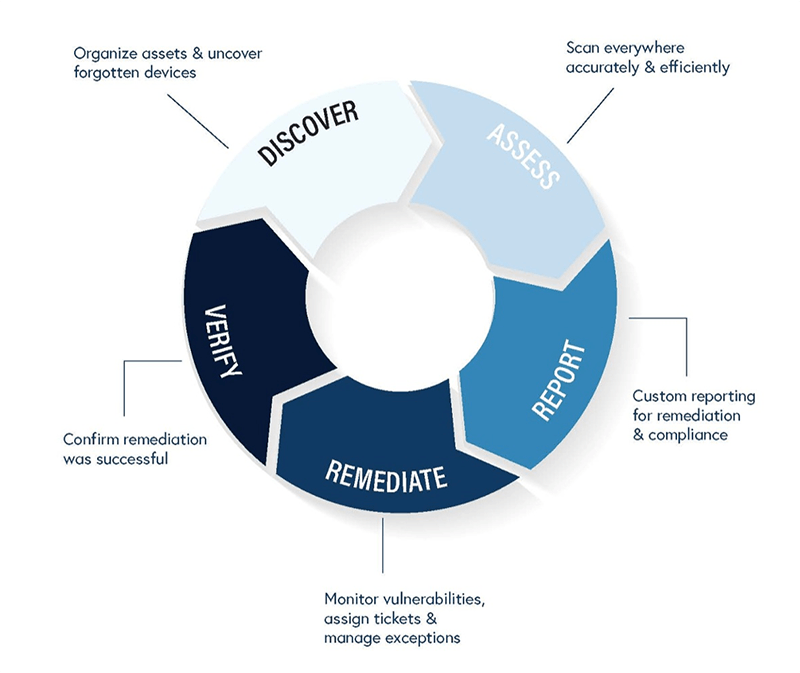 Organize assets & uncover
forgotten devices
Scan everywhere
accurately & efficiently
DISCOVER
ASSESS
REPORT
REMEDIATE
VERIFY
Custom reporting
for remediation
& compliance
Confirm remediation
was successful
Monitor vulnerabilities,
assign tickets &
manage exceptions